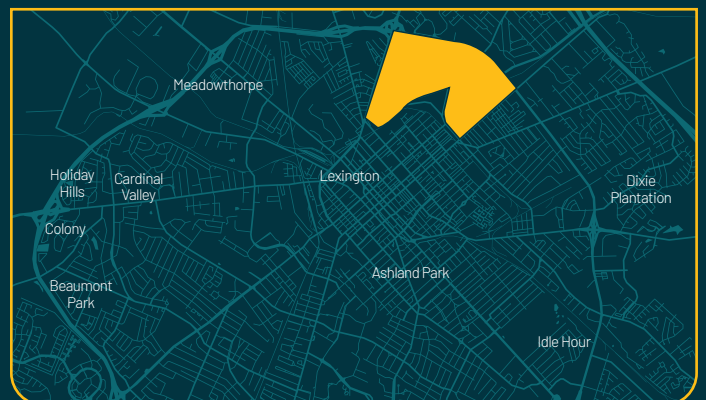 Meadowthorpe
Holiday
Hills
Cardinal
Valley
Lexington
Dixie
Plantation
Colony
Ashland Park
Beaumont
Park
Idle Hour